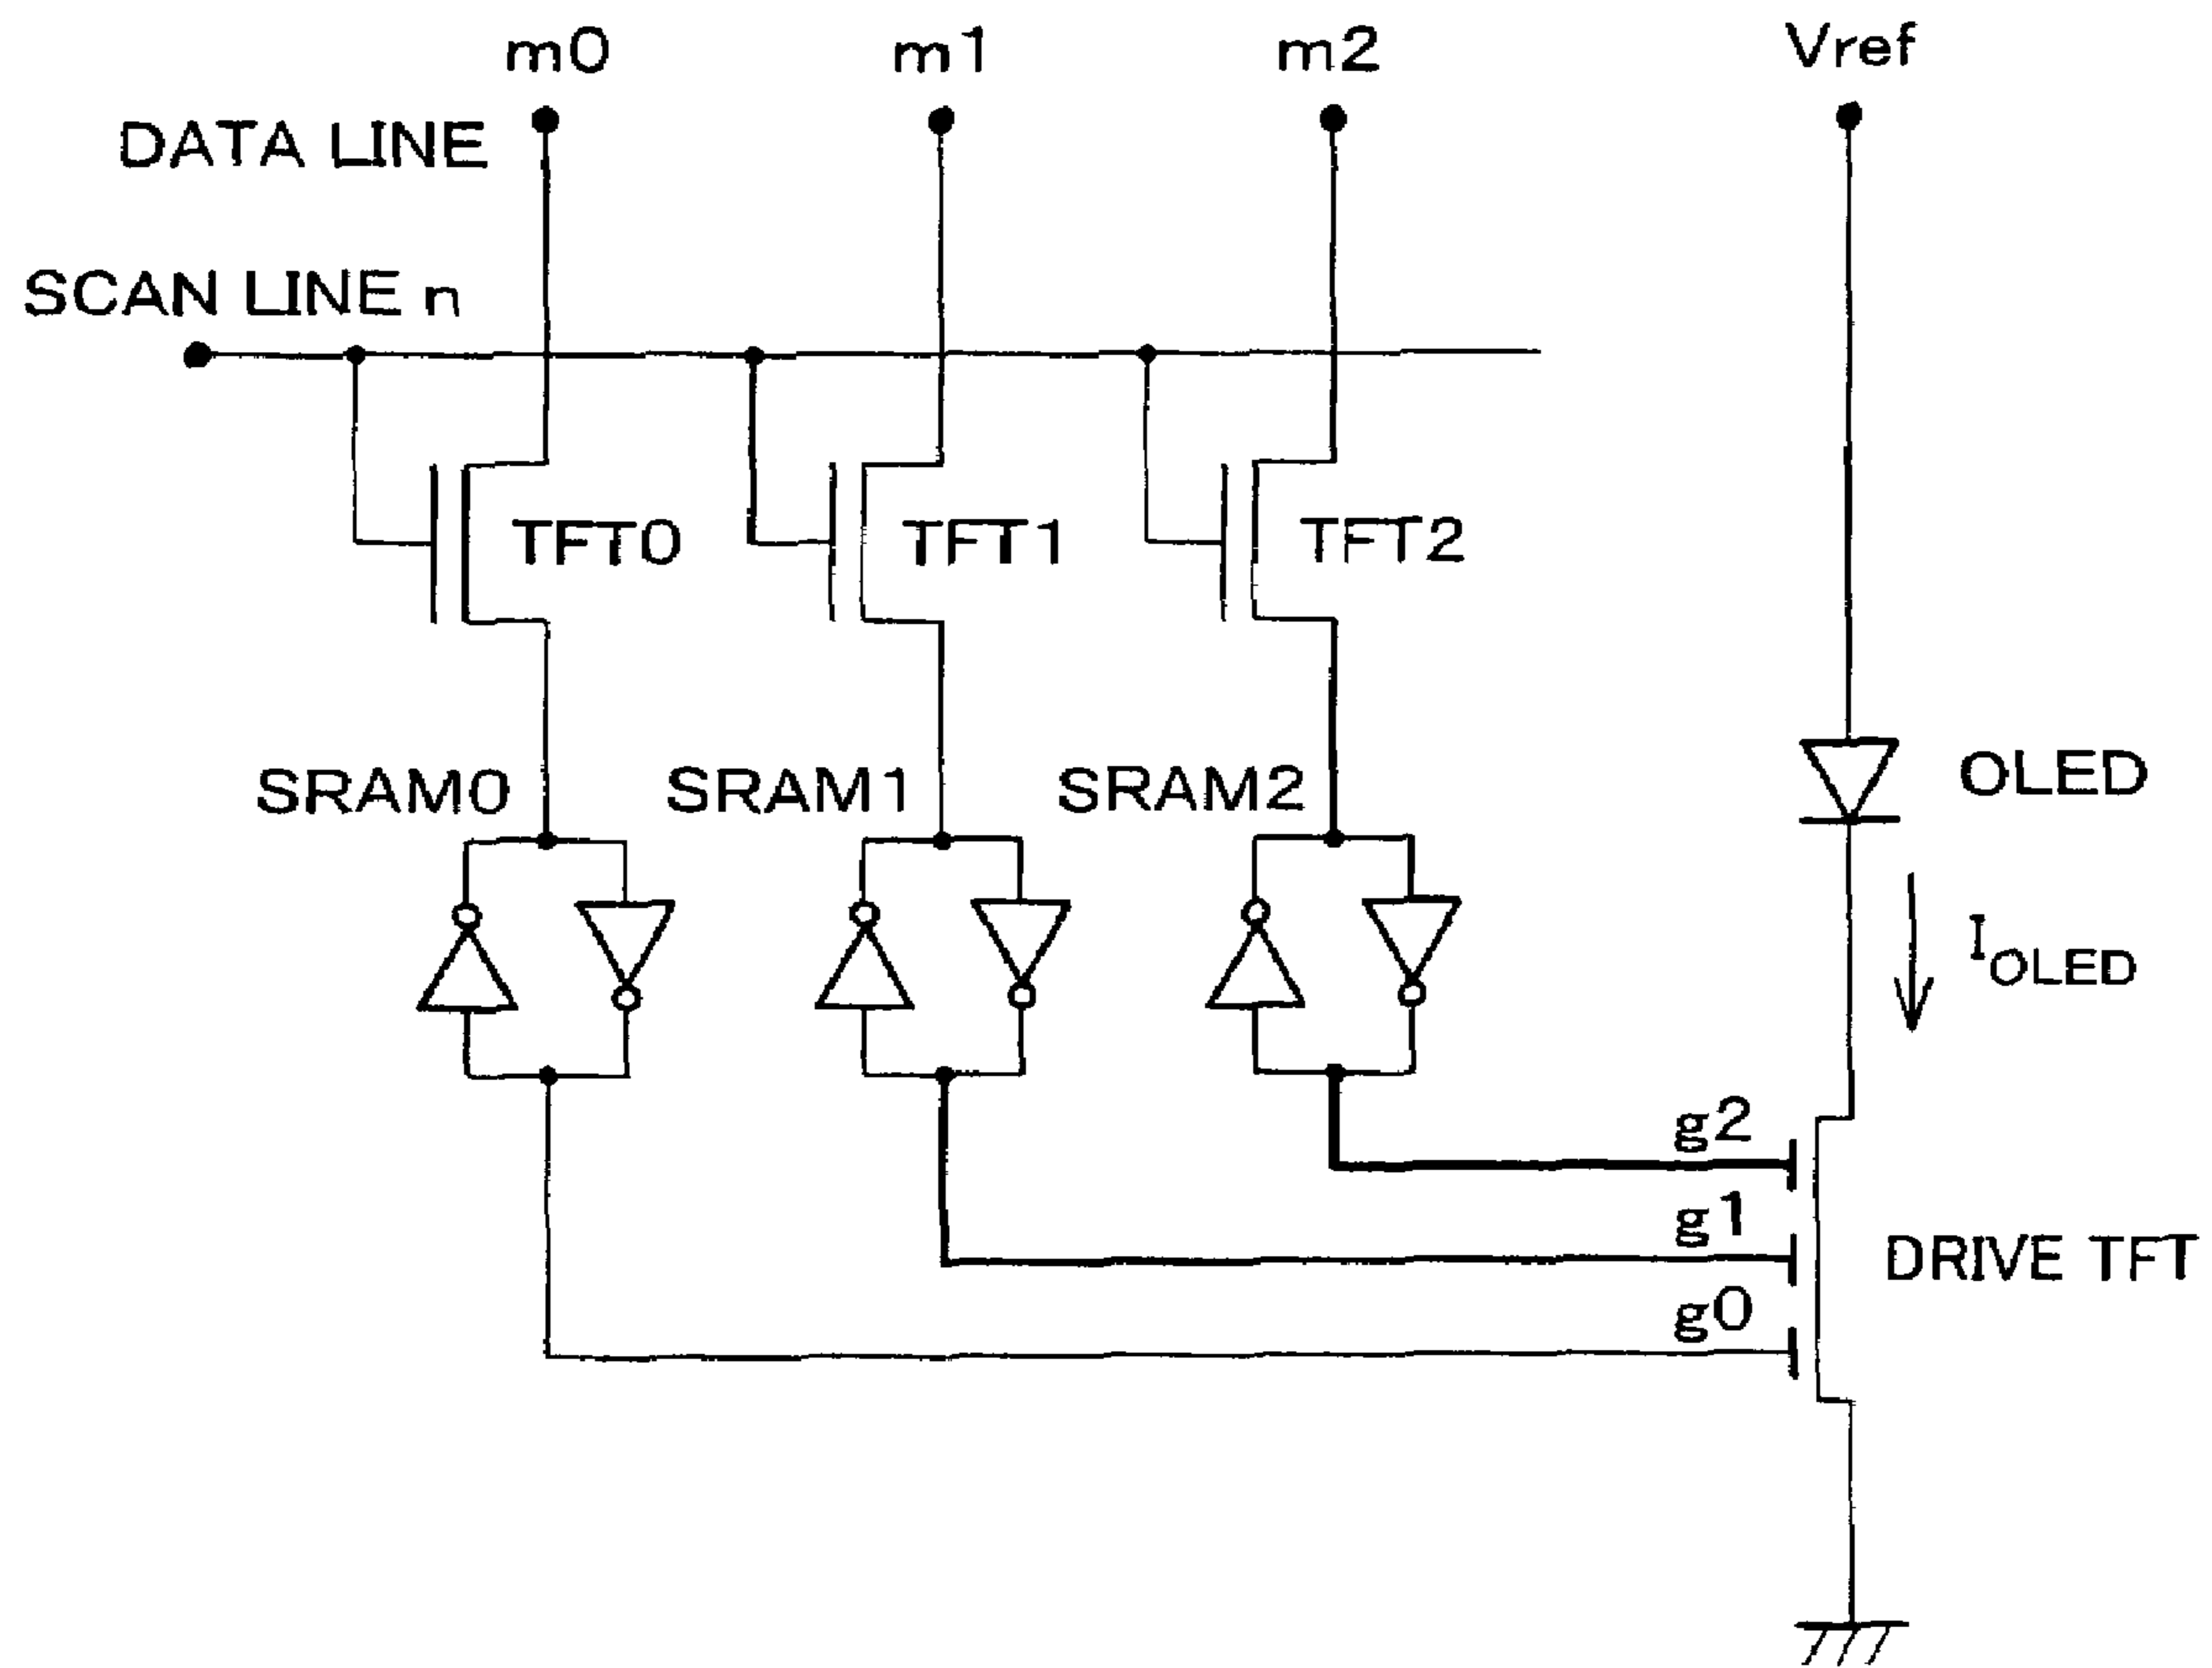 m0
m1
m2
Vref
DATA LINE
SCAN LINE n
TFT0
TFT1
TFT2
SRAM0
SRAM1
SRAM2
OLED
IOLED
g2
g1
DRIVE TFT
g0